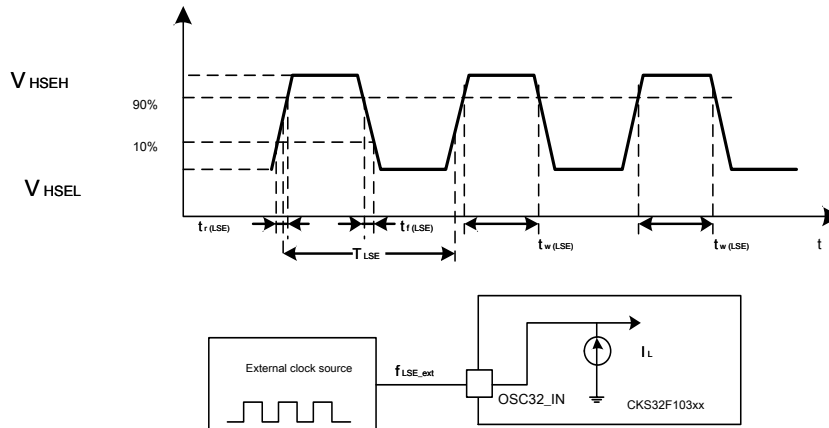 V HSEH
90%
10%
V HSEL
t r (LSE)
t f (LSE)
T LSE
t w (LSE)
t w (LSE)
t
External clock source
f LSE_ext
OSC32_IN
I L
CKS32F103xx